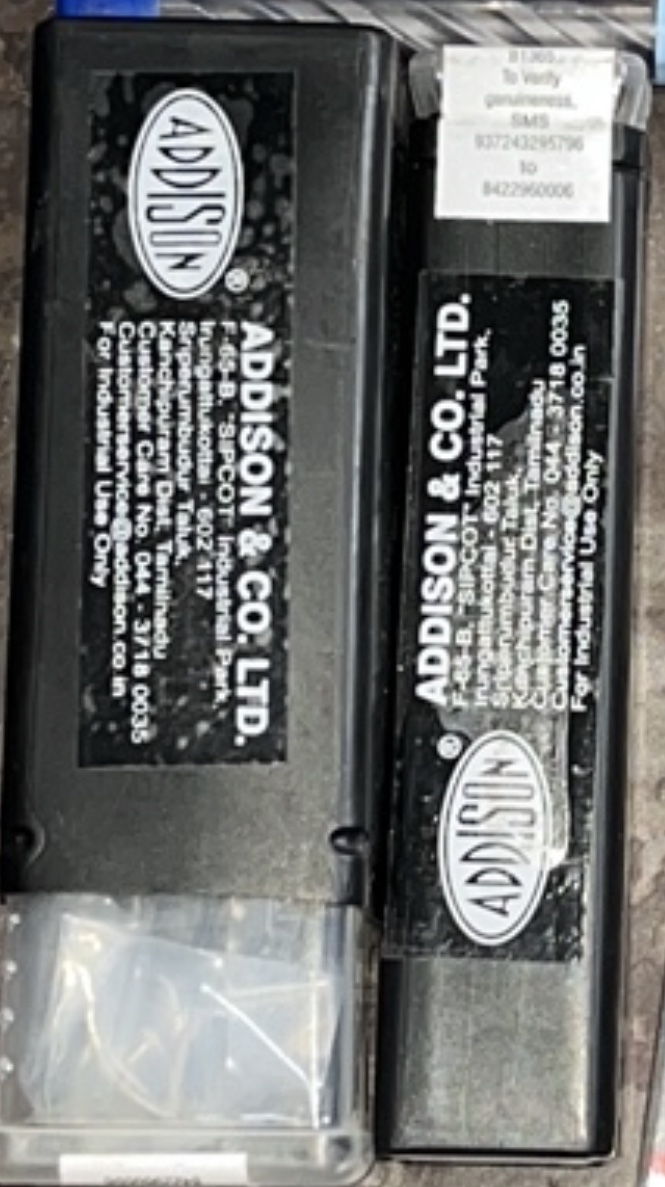 ADDISON
®
ADDISON & CO. LTD.
F-65-B, "SIPCOT" Industrial Park,
Irungattukottai - 602 117
Sriperumbudur Taluk,
Kanchipuram Dist, Tamilnadu
Customer Care No. 044 - 3718 0035
Customerservice@addison.co.in
For Industrial Use Only
To Verify
genuineness,
SMS
937243295796
to
8422960006
ADDISON & CO. LTD.
F-65-B, "SIPCOT" Industrial Park,
Irungattukottai - 602 117
Sriperumbudur Taluk,
Kanchipuram Dist, Tamilnadu
Customer Care No. 044 - 3718 0035
Customerservice@addison.co.in
For Industrial Use Only
®
ADDISON